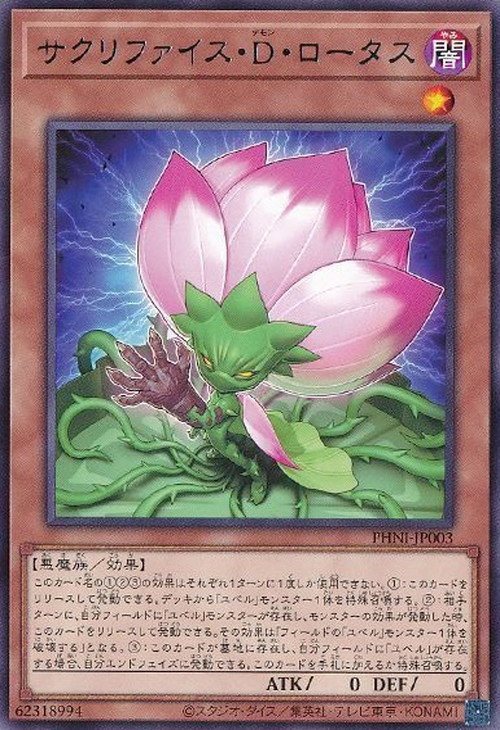 サクリファイス・D・ロータス
デモン
闇
やみ
PHNI-JP003
【悪魔族/効果】
このカード名の①②③の効果はそれぞれ1ターンに1度しか使用できない。①:このカードを
リリースして発動できる。デッキから「ユベル」モンスター1体を特殊召喚する。②:相手
ターンに、自分フィールドに「ユベル」モンスターが存在し、モンスターの効果が発動した時、
このカードをリリースして発動できる。その効果は「フィールドの「ユベル」モンスター1体を
破壊する」となる。③:このカードが墓地に存在し、自分フィールドに「ユベル」が存在
する場合、自分エンドフェイズに発動できる。このカードを手札に加えるか特殊召喚する。
ATK/ 0 DEF/ 0
62318994 ©スタジオ・ダイス/集英社・テレビ東京・KONAMI